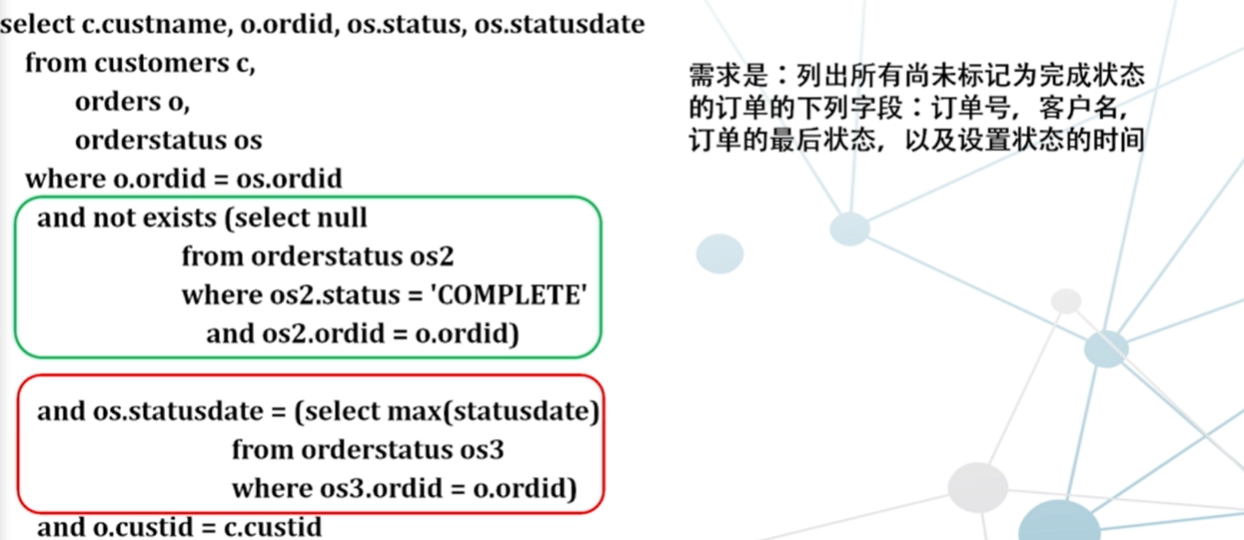 select c.custname, o.ordid, os.status, os.statusdate
from customers c,
orders o,
orderstatus os
where o.ordid = os.ordid
and not exists (select null
from orderstatus os2
where os2.status = 'COMPLETE'
and os2.ordid = o.ordid)
and os.statusdate = (select max(statusdate)
from orderstatus os3
where os3.ordid = o.ordid)
and o.custid = c.custid
需求是：列出所有尚未标记为完成状态
的订单的下列字段：订单号，客户名，
订单的最后状态，以及设置状态的时间